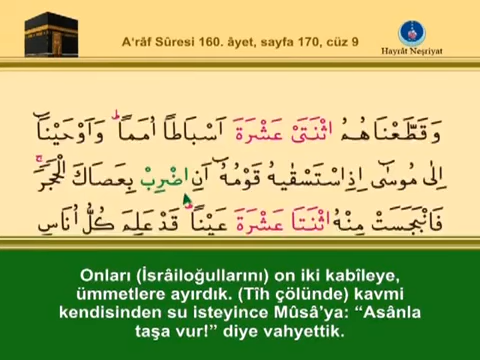 A'râf Sûresi 160. âyet, sayfa 170, cüz 9
Hayrât Neşriyat
وَقَطَّعْنَاهُمُ اثْنَتَىْ عَشْرَةَ اَسْبَاطًا اُمَمًاۜ وَاَوْحَيْنَٓا
اِلٰى مُوسٰٓى اِذِ اسْتَسْقٰيهُ قَوْمُهُٓ اَنِ اضْرِبْ بِعَصَاكَ الْحَجَرَۚ
فَانْبَجَسَتْ مِنْهُ اثْنَتَا عَشْرَةَ عَيْنًاۜ قَدْ عَلِمَ كُلُّ اُنَاسٍ
Onları (İsrâiloğullarını) on iki kabîleye,
ümmetlere ayırdık. (Tîh çölünde) kavmi
kendisinden su isteyince Mûsâ'ya: “Asânla
taşa vur!” diye vahyettik.